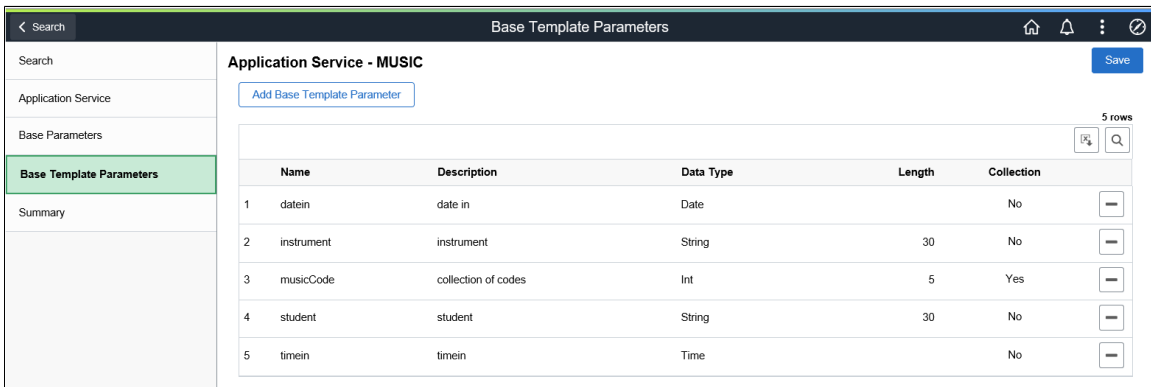 Search
Base Template Parameters
Search
Application Service
Base Parameters
Base Template Parameters
Summary
Application Service - MUSIC
Save
Add Base Template Parameter
5 rows
Name Description Data Type Length Collection
1 datein date in Date No
2 instrument instrument String 30 No
3 musicCode collection of codes Int 5 Yes
4 student student String 30 No
5 timein timein Time No